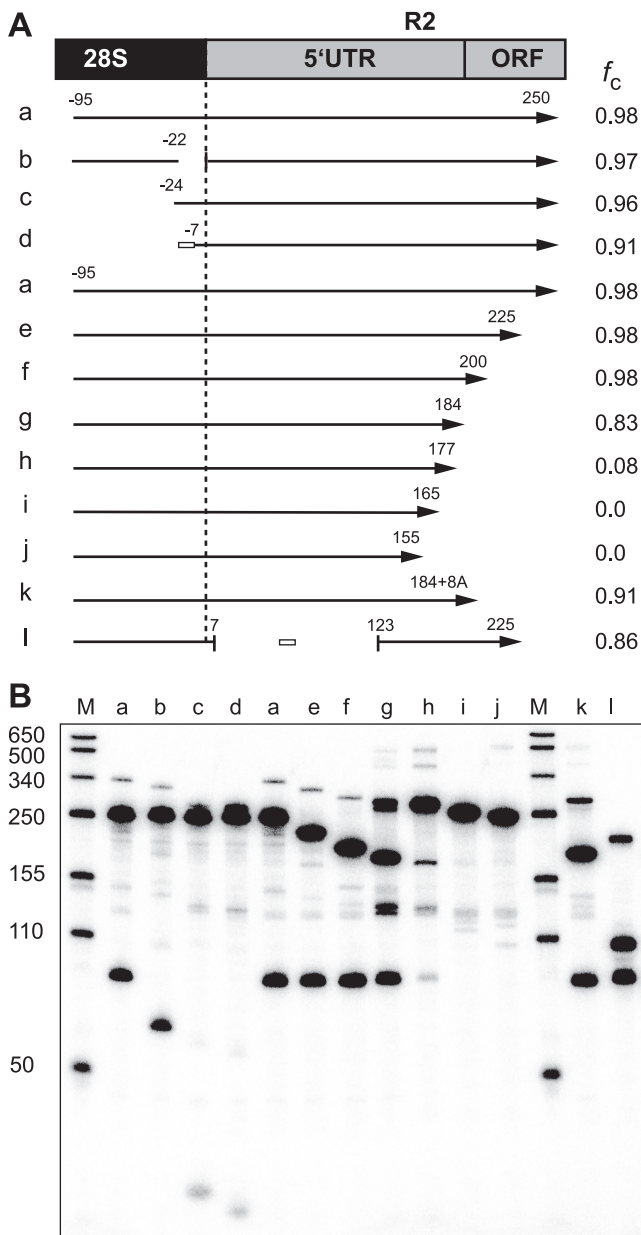 A
R2
28S 5‘UTR ORF
fc
a -95 250 0.98
b -22 0.97
c -24 0.96
d -7 0.91
a -95 0.98
e 225 0.98
f 200 0.98
g 184 0.83
h 177 0.08
i 165 0.0
j 155 0.0
k 184+8A 0.91
l 7 123 225 0.86
B
M a b c d a e f g h i j M k l
650
500
340
250
155
110
50